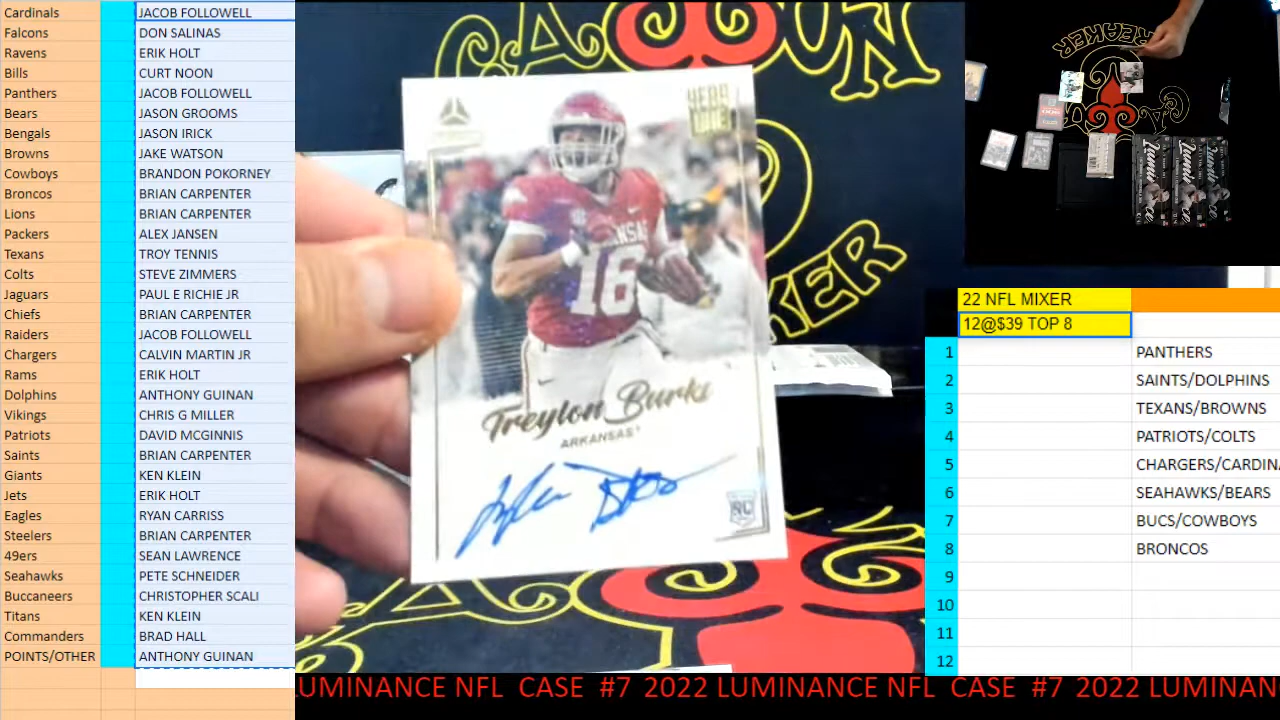 Cardinals JACOB FOLLOWELL
Falcons DON SALINAS
Ravens ERIK HOLT
Bills CURT NOON
Panthers JACOB FOLLOWELL
Bears JASON GROOMS
Bengals JASON IRICK
Browns JAKE WATSON
Cowboys BRANDON POKORNEY
Broncos BRIAN CARPENTER
Lions BRIAN CARPENTER
Packers ALEX JANSEN
Texans TROY TENNIS
Colts STEVE ZIMMERS
Jaguars PAUL E RICHIE JR
Chiefs BRIAN CARPENTER
Raiders JACOB FOLLOWELL
Chargers CALVIN MARTIN JR
Rams ERIK HOLT
Dolphins ANTHONY GUINAN
Vikings CHRIS G MILLER
Patriots DAVID MCGINNIS
Saints BRIAN CARPENTER
Giants KEN KLEIN
Jets ERIK HOLT
Eagles RYAN CARRISS
Steelers BRIAN CARPENTER
49ers SEAN LAWRENCE
Seahawks PETE SCHNEIDER
Buccaneers CHRISTOPHER SCALI
Titans KEN KLEIN
Commanders BRAD HALL
POINTS/OTHER ANTHONY GUINAN
YEAR ONE
16
Treylon Burks
ARKANSAS
RC
KER
REAKER
22 NFL MIXER
12@$39 TOP 8
1 PANTHERS
2 SAINTS/DOLPHINS
3 TEXANS/BROWNS
4 PATRIOTS/COLTS
5 CHARGERS/CARDINA
6 SEAHAWKS/BEARS
7 BUCS/COWBOYS
8 BRONCOS
9
10
11
12
LUMINANCE NFL CASE #7 2022 LUMINANCE NFL CASE #7 2022 LUMINAN